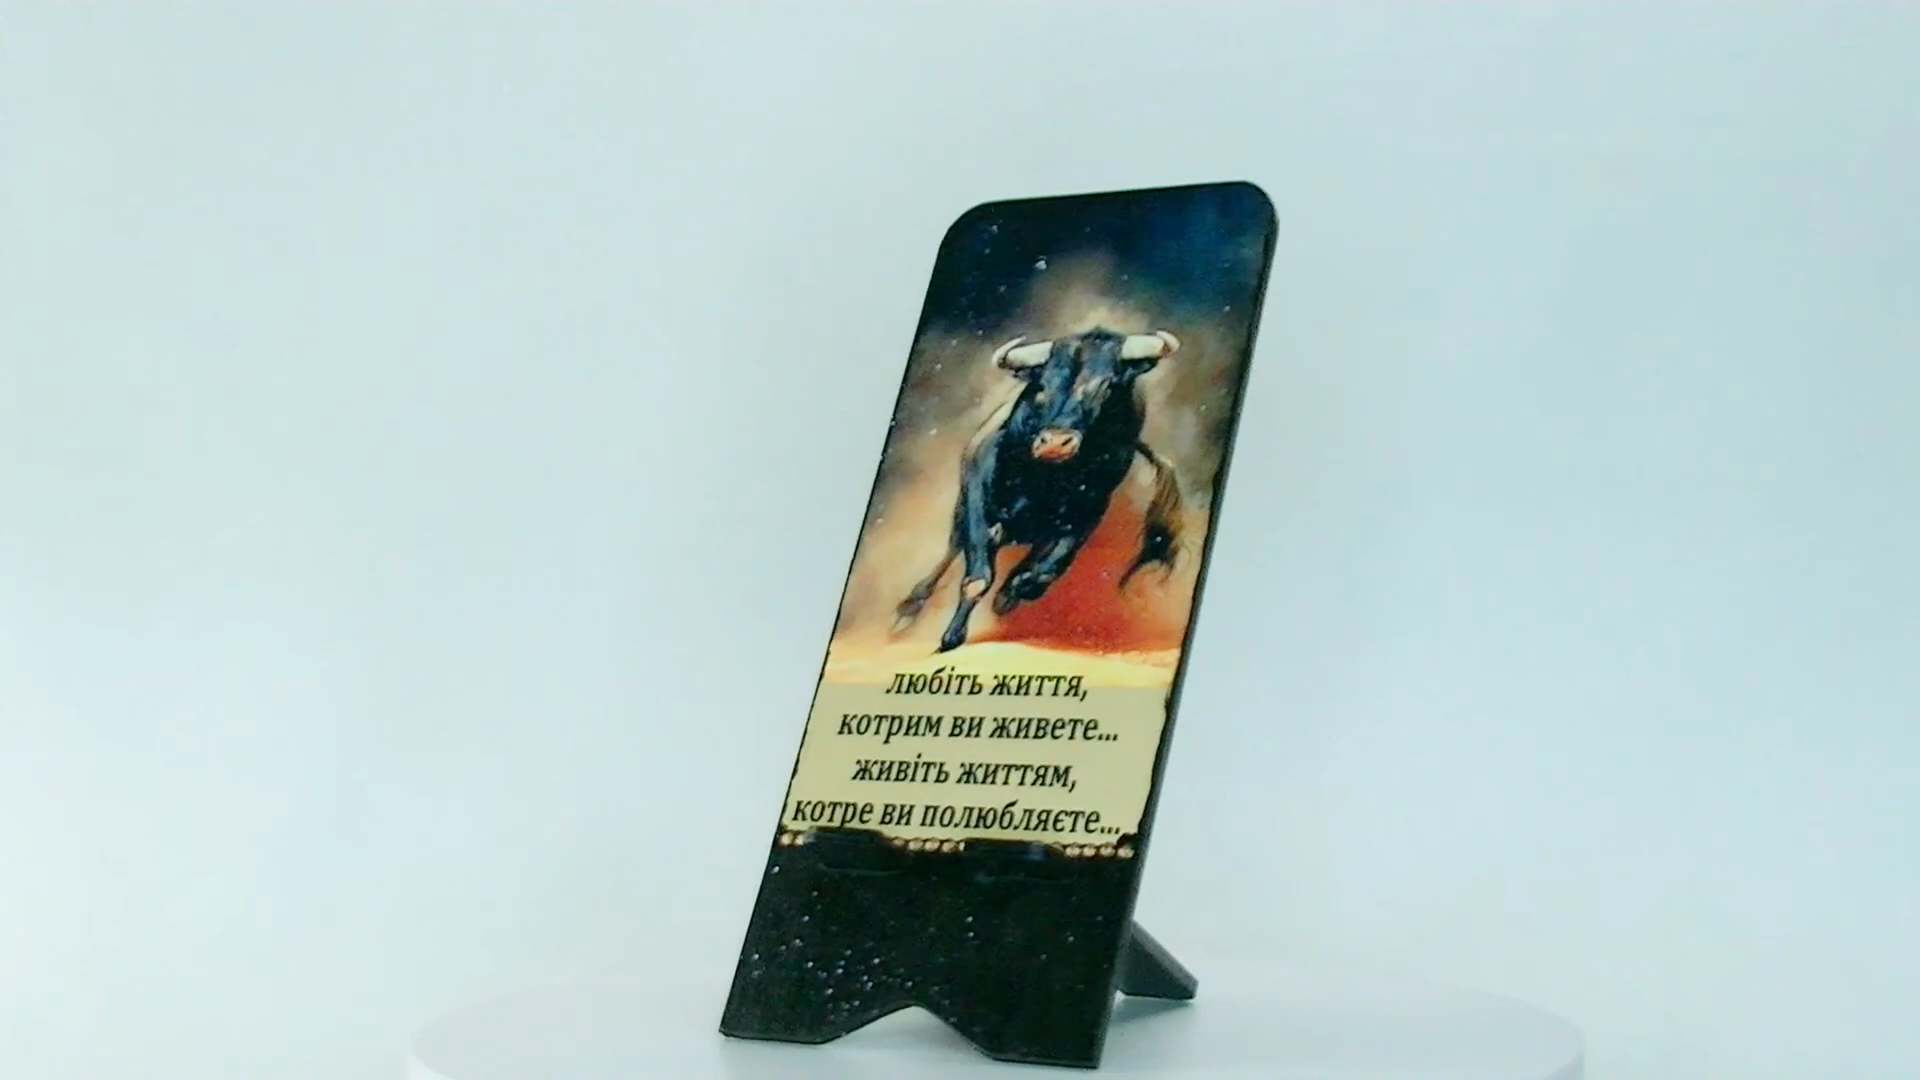 любіть життя,
котрим ви живете...
живіть життям,
котре ви полюбляєте...